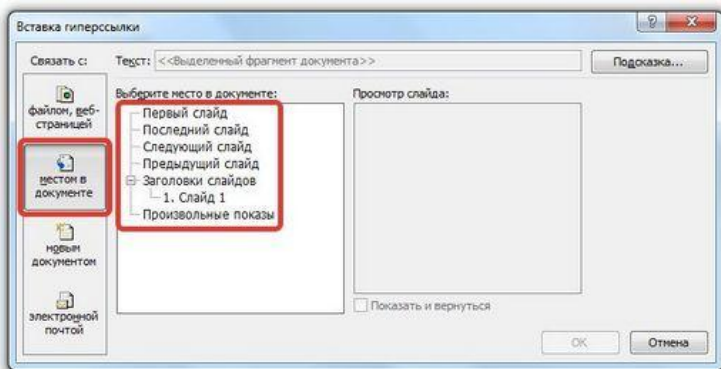 Вставка гиперссылки
Связать с:
Текст: <<Выделенный фрагмент документа>>
Подсказка...
файлом, веб-
страницей
местом в
документе
новым
документом
электронной
почтой
Выберите место в документе:
Первый слайд
Последний слайд
Следующий слайд
Предыдущий слайд
Заголовки слайдов
1. Слайд 1
Произвольные показы
Просмотр слайда:
Показать и вернуться
ОК
Отмена